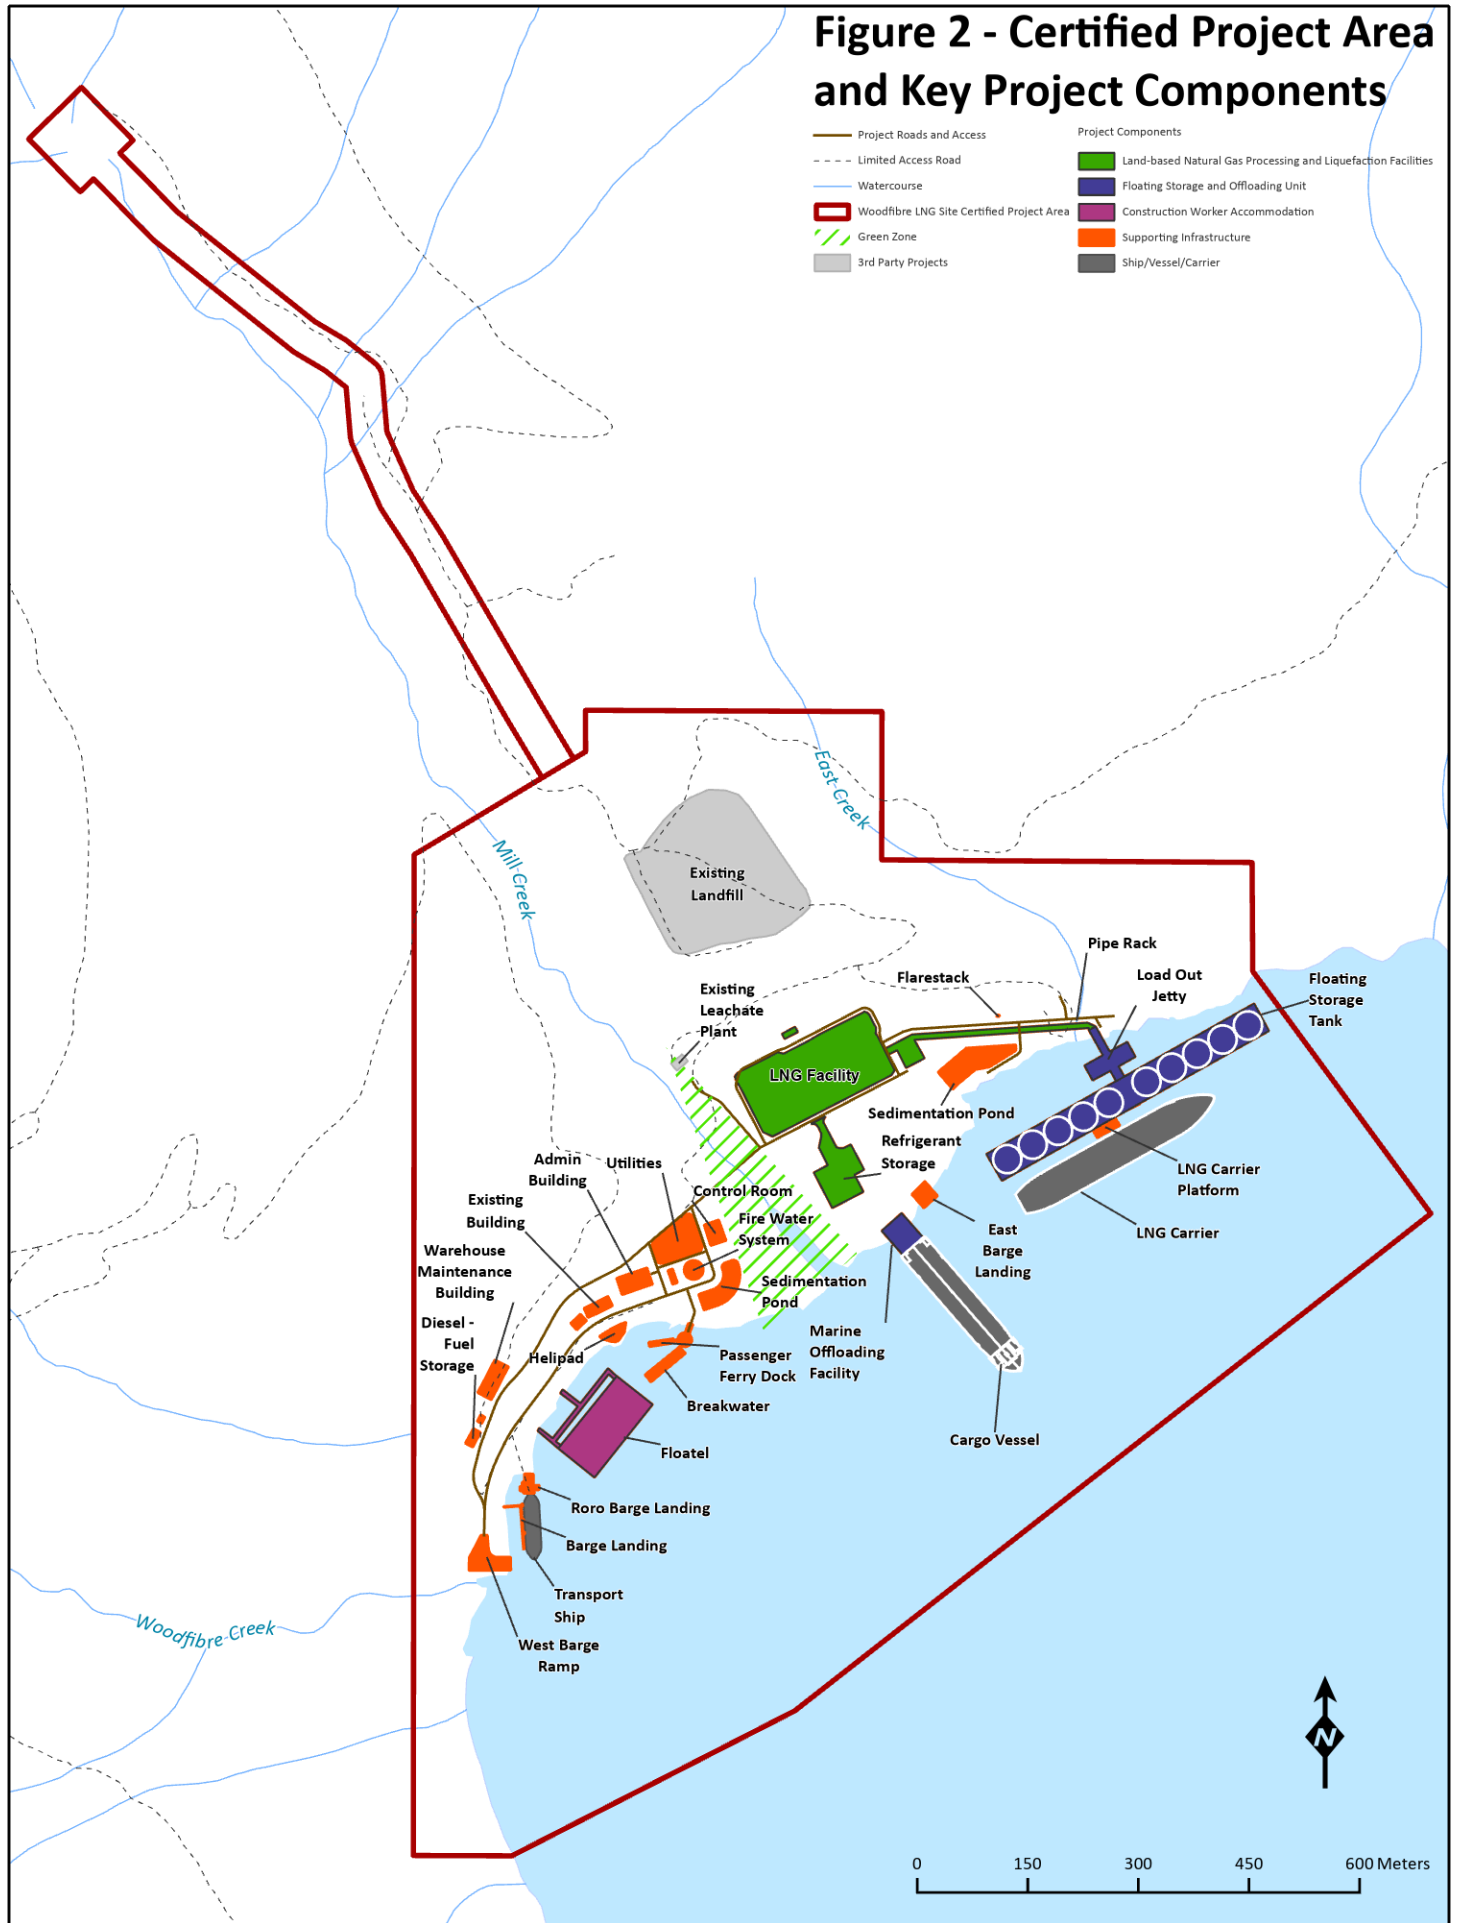 Figure 2 - Certified Project Area
and Key Project Components
Project Roads and Access
Limited Access Road
Watercourse
Woodfibre LNG Site Certified Project Area
Green Zone
3rd Party Projects
Project Components
Land-based Natural Gas Processing and Liquefaction Facilities
Floating Storage and Offloading Unit
Construction Worker Accommodation
Supporting Infrastructure
Ship/Vessel/Carrier
East Creek
Mill Creek
Existing
Landfill
Pipe Rack
Load Out
Jetty
Floating
Storage
Tank
Flarestack
Existing
Leachate
Plant
LNG Facility
Sedimentation Pond
Refrigerant
Storage
LNG Carrier
Platform
LNG Carrier
East
Barge
Landing
Admin
Building
Utilities
Control Room
Fire Water
System
Existing
Building
Warehouse
Maintenance
Building
Sedimentation
Pond
Diesel -
Fuel
Storage
Helipad
Passenger
Ferry Dock
Marine
Offloading
Facility
Breakwater
Cargo Vessel
Floatel
Roro Barge Landing
Barge Landing
Transport
Ship
West Barge
Ramp
Woodfibre Creek
N
0 150 300 450 600 Meters